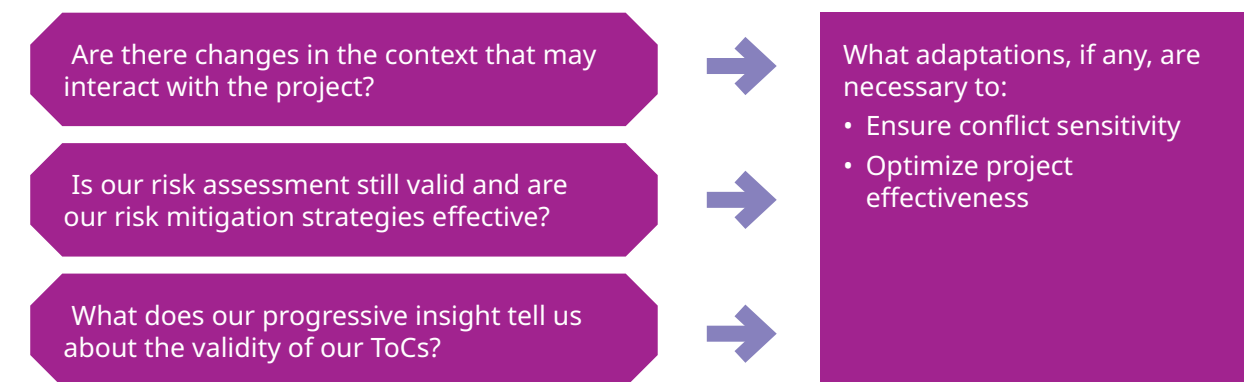 Are there changes in the context that may
interact with the project?
Is our risk assessment still valid and are
our risk mitigation strategies effective?
What does our progressive insight tell us
about the validity of our ToCs?
What adaptations, if any, are
necessary to:
• Ensure conflict sensitivity
• Optimize project
effectiveness